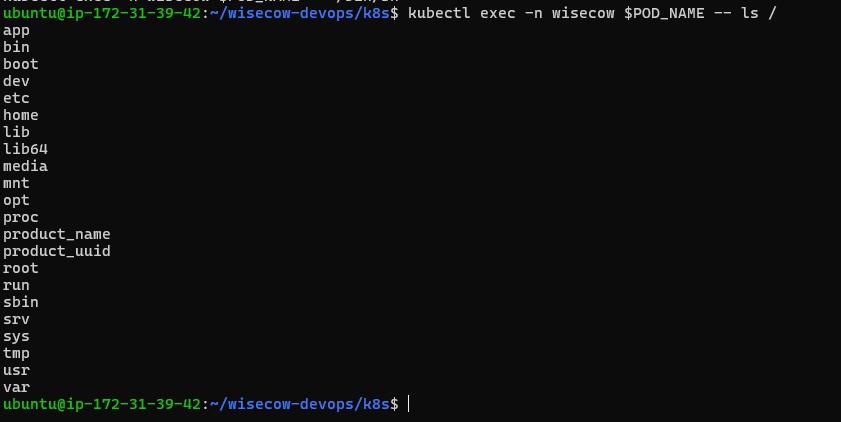 ubuntu@ip-172-31-39-42:~/wisecow-devops/k8s$ kubectl exec -n wisecow $POD_NAME -- ls /
app
bin
boot
dev
etc
home
lib
lib64
media
mnt
opt
proc
product_name
product_uuid
root
run
sbin
srv
sys
tmp
usr
var
ubuntu@ip-172-31-39-42:~/wisecow-devops/k8s$